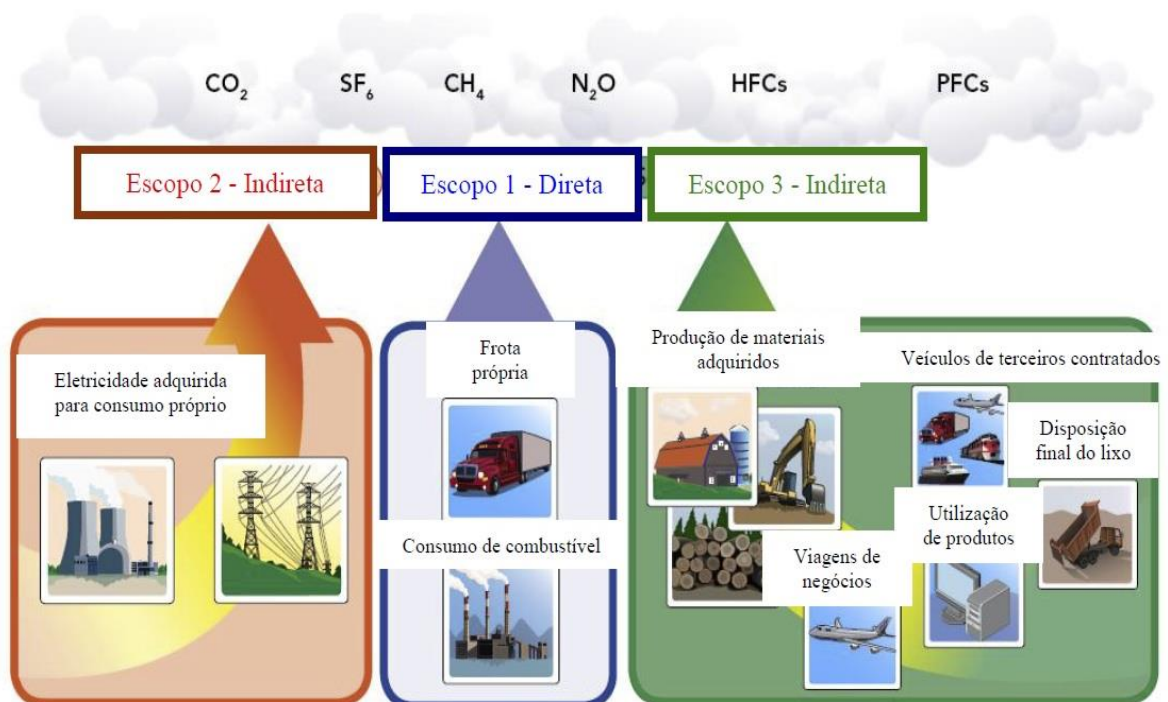 CO₂ SF₆ CH₄ N₂O HFCs PFCs
Escopo 2 - Indireta
Escopo 1 - Direta
Escopo 3 - Indireta
Eletricidade adquirida
para consumo próprio
Frota
própria
Consumo de combustível
Produção de materiais
adquiridos
Veículos de terceiros contratados
Disposição
final do lixo
Utilização
de produtos
Viagens de
negócios